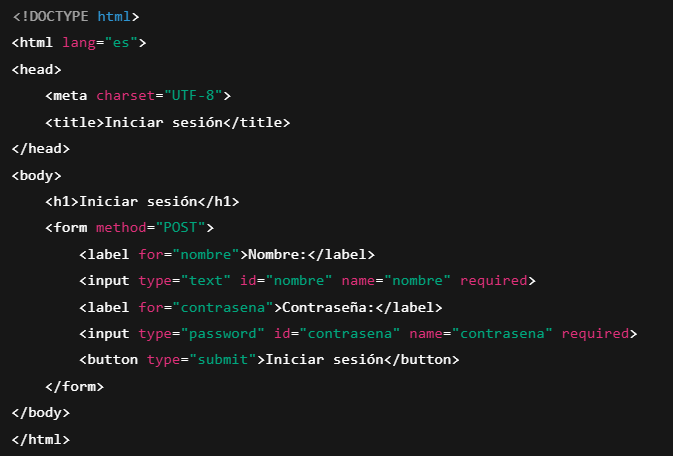 <!DOCTYPE html>
<html lang="es">
<head>
    <meta charset="UTF-8">
    <title>Iniciar sesión</title>
</head>
<body>
    <h1>Iniciar sesión</h1>
    <form method="POST">
        <label for="nombre">Nombre:</label>
        <input type="text" id="nombre" name="nombre" required>
        <label for="contrasena">Contraseña:</label>
        <input type="password" id="contrasena" name="contrasena" required>
        <button type="submit">Iniciar sesión</button>
    </form>
</body>
</html>